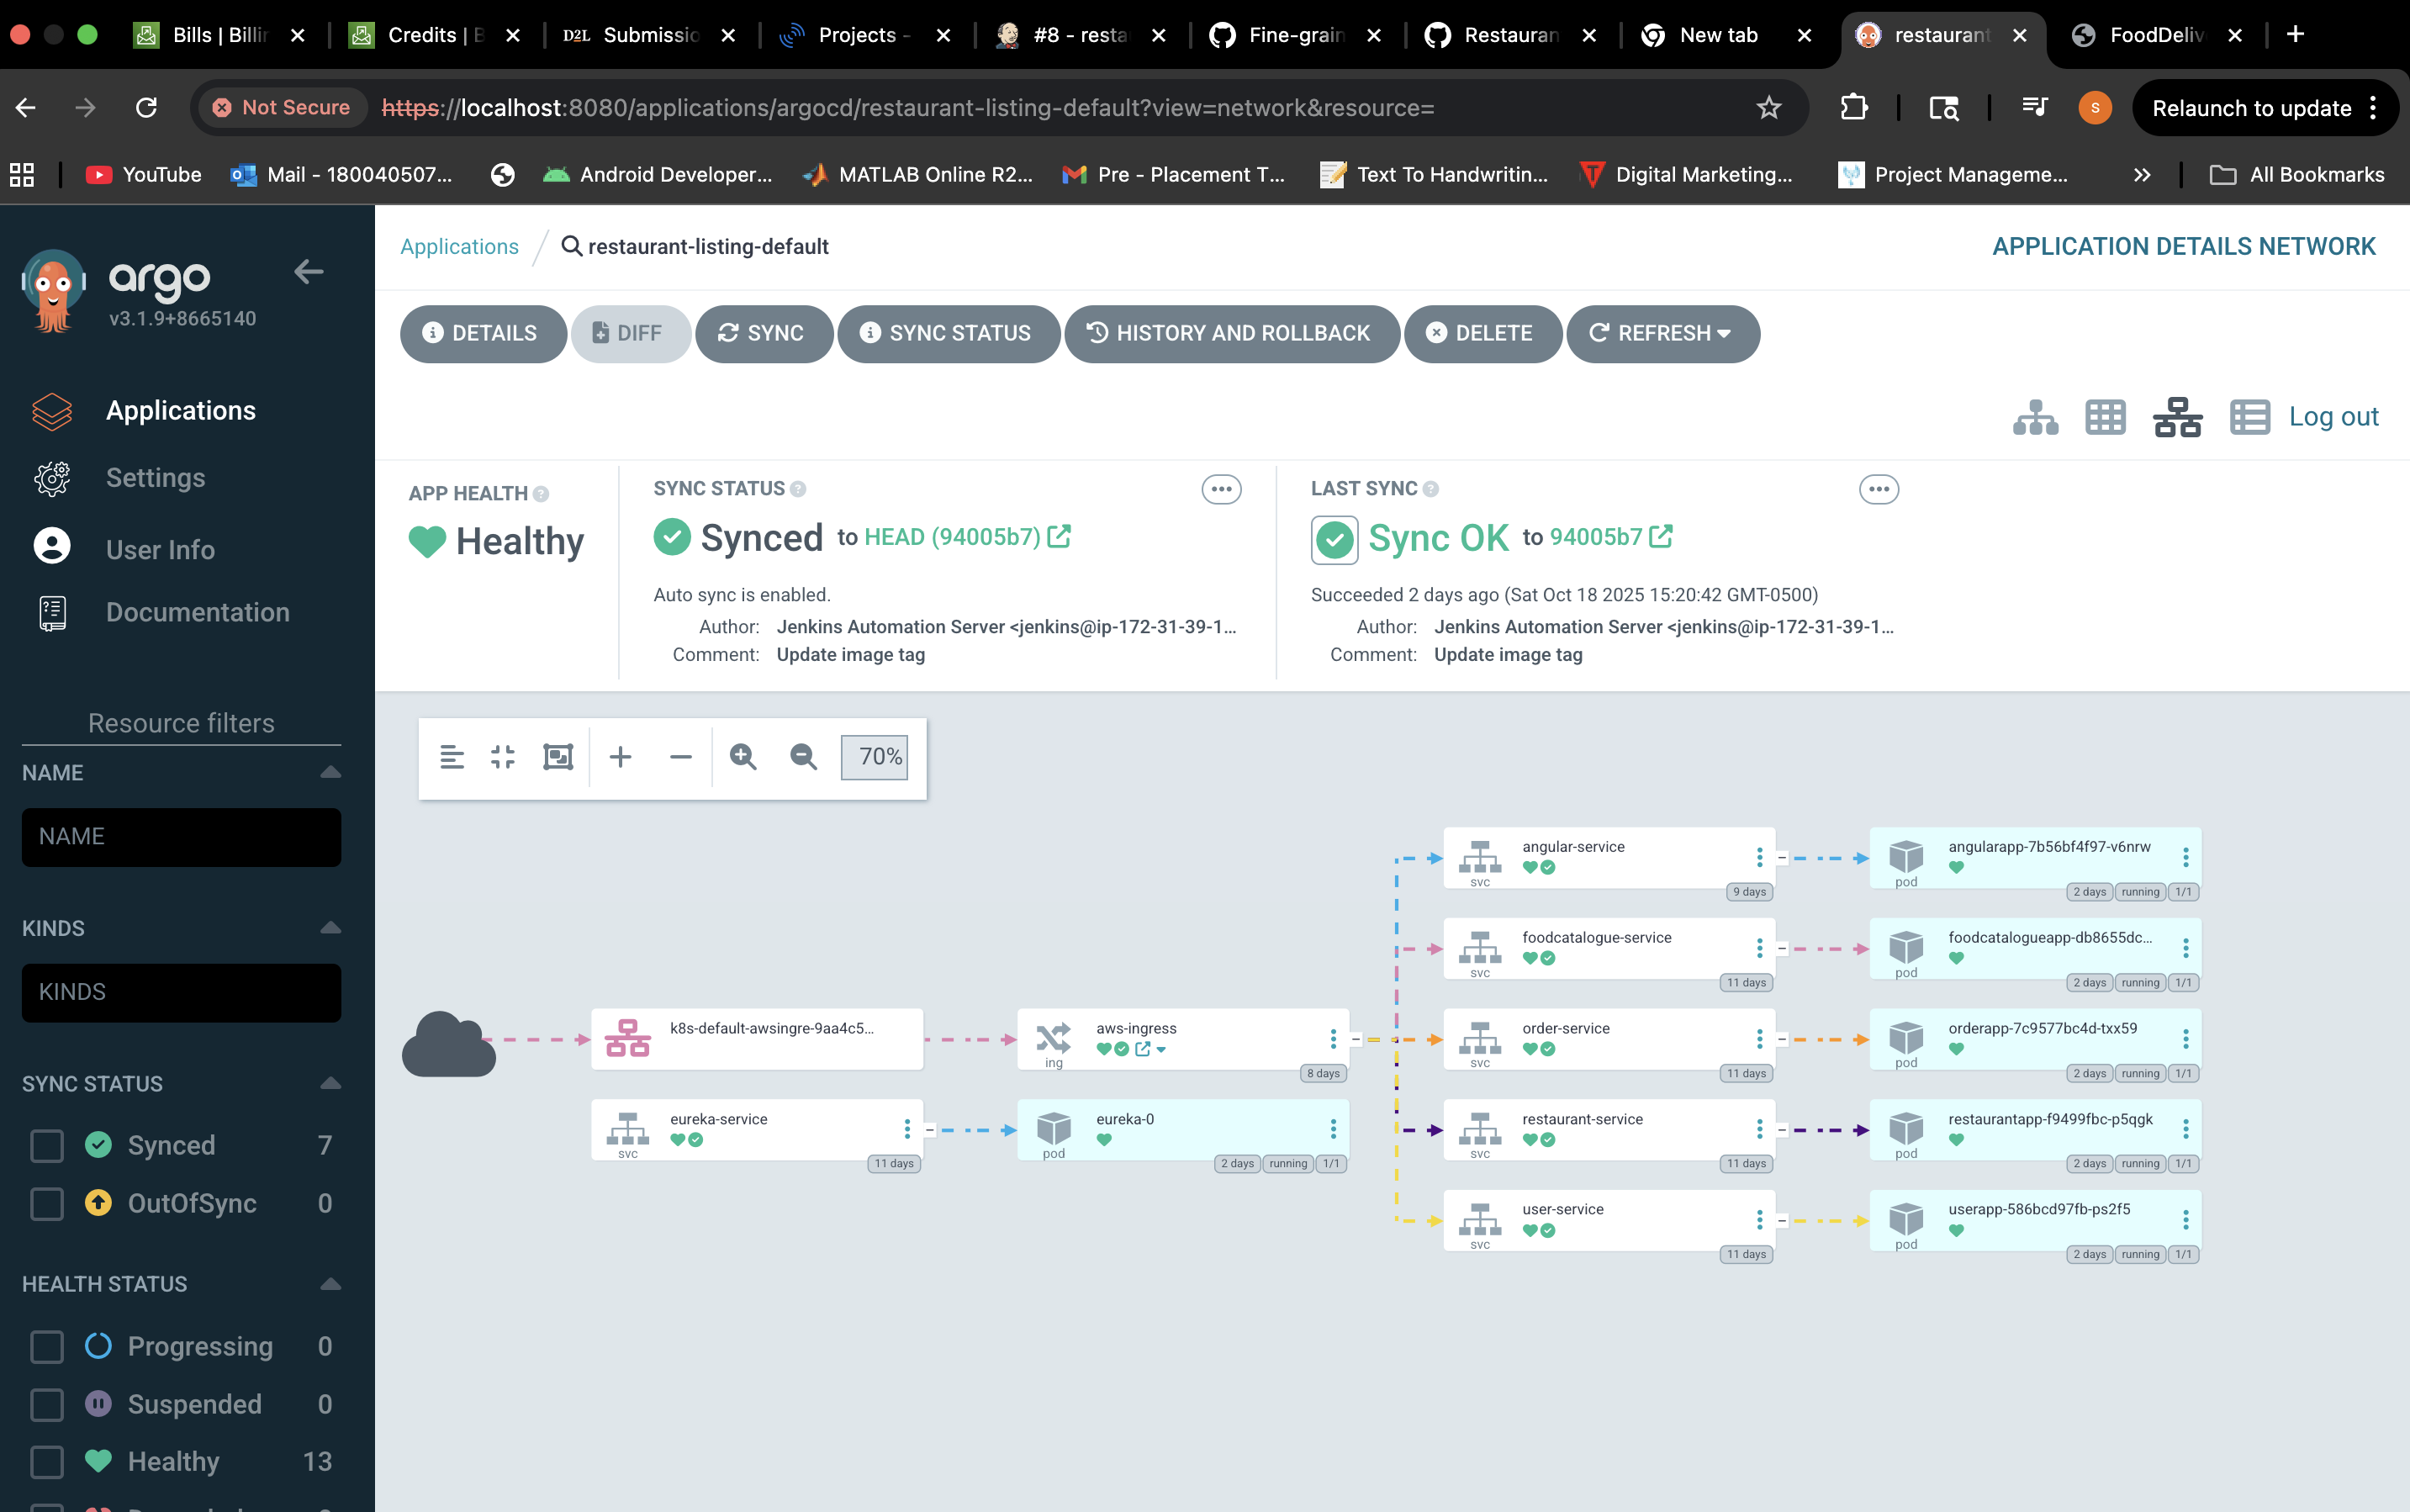 Bills | Billin
Credits | B
D2L Submissio
Projects -
#8 - resta
Fine-grain
Restauran
New tab
restaurant
FoodDeliv
Not Secure https://localhost:8080/applications/argocd/restaurant-listing-default?view=network&resource=
S
Relaunch to update
YouTube
Mail - 180040507...
Android Developer...
MATLAB Online R2...
Pre - Placement T...
Text To Handwritin...
Digital Marketing...
Project Manageme...
All Bookmarks
argo
v3.1.9+8665140
Applications
Settings
User Info
Documentation
Resource filters
NAME
NAME
KINDS
KINDS
SYNC STATUS
Synced 7
OutOfSync 0
HEALTH STATUS
Progressing 0
Suspended 0
Healthy 13
Applications / restaurant-listing-default
APPLICATION DETAILS NETWORK
DETAILS
DIFF
SYNC
SYNC STATUS
HISTORY AND ROLLBACK
DELETE
REFRESH
Log out
APP HEALTH
Healthy
SYNC STATUS
Synced to HEAD (94005b7)
Auto sync is enabled.
Author: Jenkins Automation Server <jenkins@ip-172-31-39-1...
Comment: Update image tag
LAST SYNC
Sync OK to 94005b7
Succeeded 2 days ago (Sat Oct 18 2025 15:20:42 GMT-0500)
Author: Jenkins Automation Server <jenkins@ip-172-31-39-1...
Comment: Update image tag
70%
k8s-default-awsingre-9aa4c5...
aws-ingress
ing
8 days
eureka-service
svc
11 days
eureka-0
pod
2 days running 1/1
angular-service
svc
9 days
angularapp-7b56bf4f97-v6nrw
pod
2 days running 1/1
foodcatalogue-service
svc
11 days
foodcatalogueapp-db8655dc...
pod
2 days running 1/1
order-service
svc
11 days
orderapp-7c9577bc4d-txx59
pod
2 days running 1/1
restaurant-service
svc
11 days
restaurantapp-f9499fbc-p5qgk
pod
2 days running 1/1
user-service
svc
11 days
userapp-586bcd97fb-ps2f5
pod
2 days running 1/1